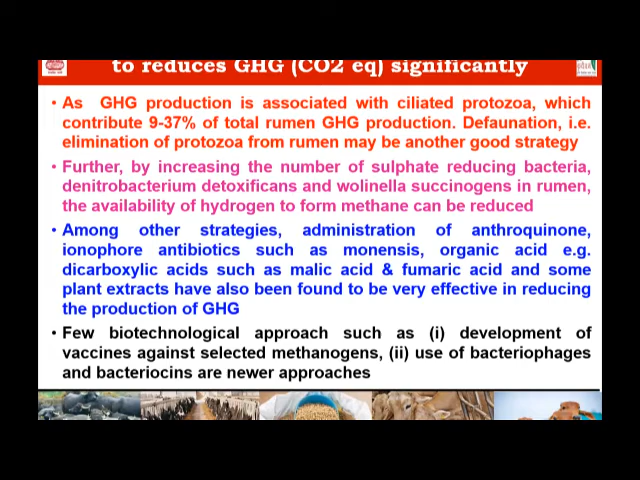 to reduces GHG (CO2 eq) significantly
• As GHG production is associated with ciliated protozoa, which
contribute 9-37% of total rumen GHG production. Defaunation, i.e.
elimination of protozoa from rumen may be another good strategy
• Further, by increasing the number of sulphate reducing bacteria,
denitrobacterium detoxificans and wolinella succinogens in rumen,
the availability of hydrogen to form methane can be reduced
• Among other strategies, administration of anthroquinone,
ionophore antibiotics such as monensis, organic acid e.g.
dicarboxylic acids such as malic acid & fumaric acid and some
plant extracts have also been found to be very effective in reducing
the production of GHG
• Few biotechnological approach such as (i) development of
vaccines against selected methanogens, (ii) use of bacteriophages
and bacteriocins are newer approaches